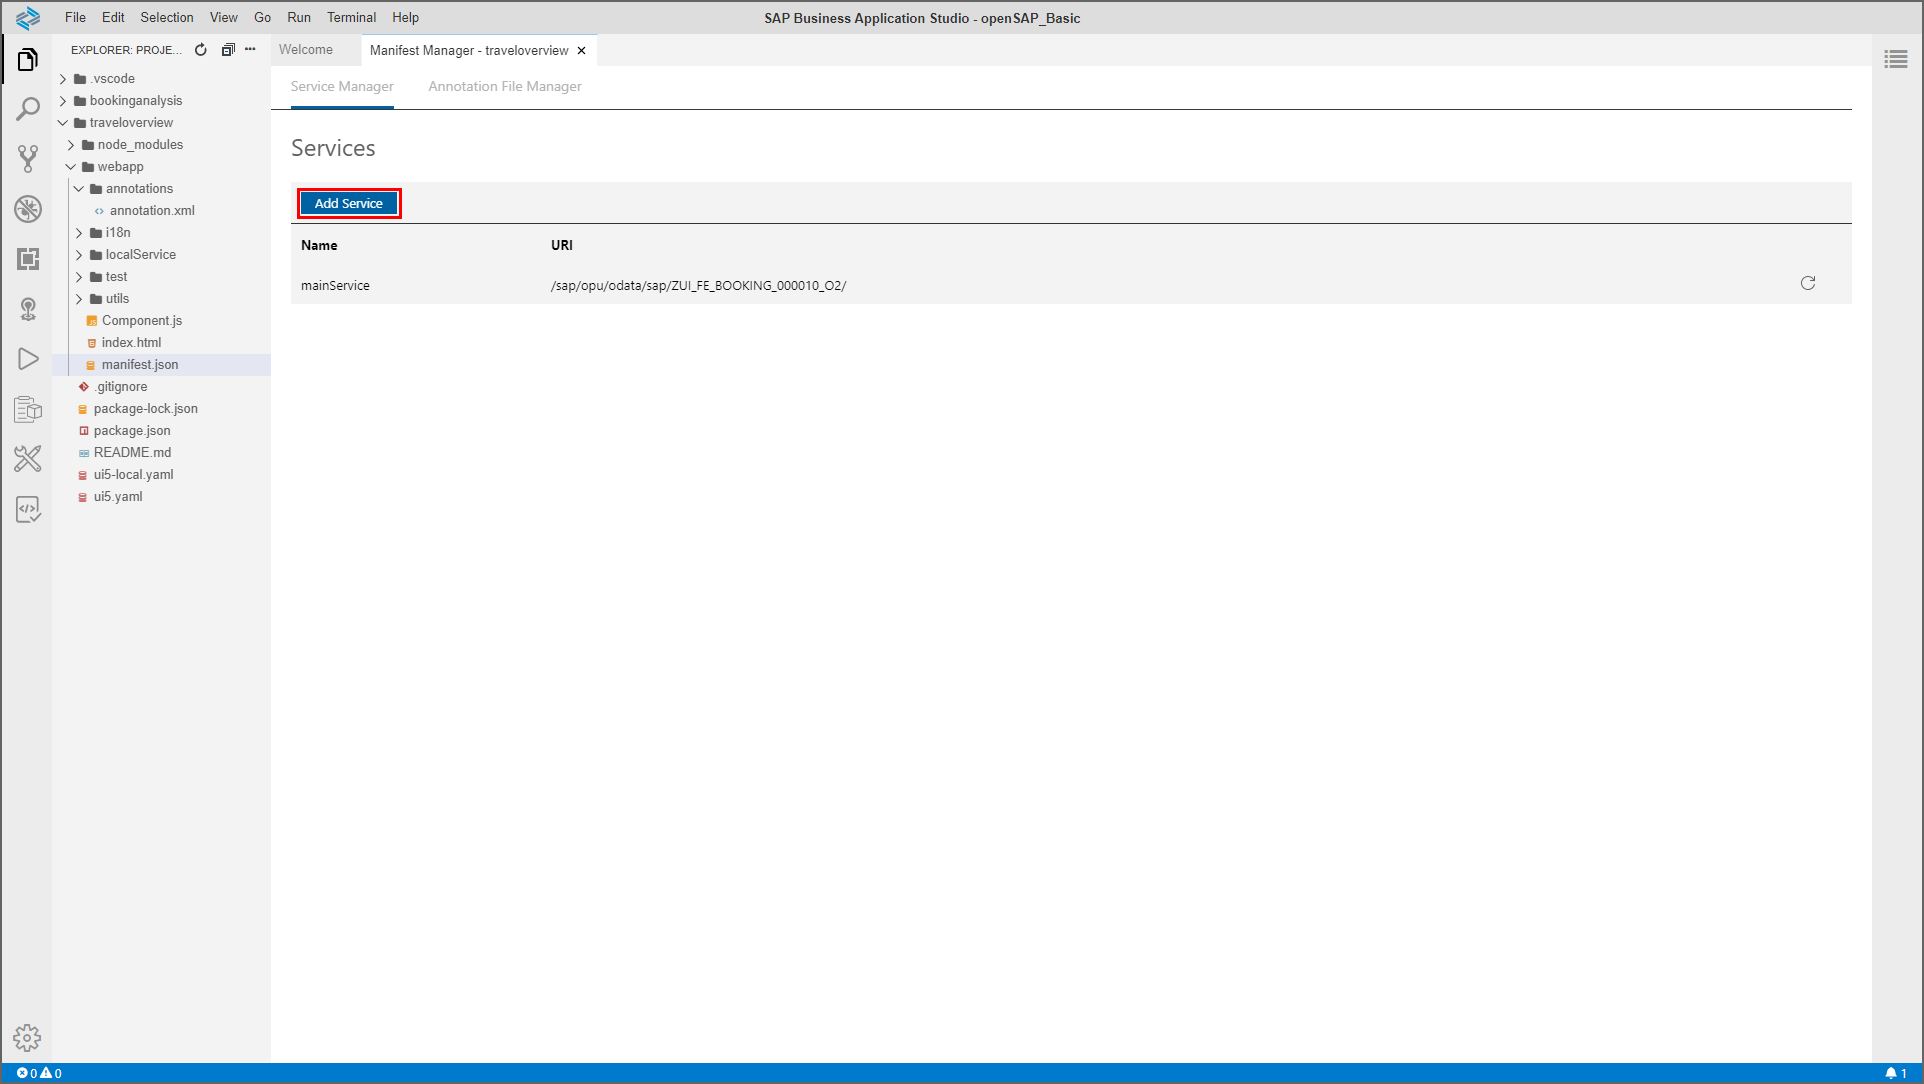 File Edit Selection View Go Run Terminal Help
SAP Business Application Studio - openSAP_Basic
EXPLORER: PROJE...
Welcome
Manifest Manager - traveloverview
.vscode
bookinganalysis
traveloverview
node_modules
webapp
annotations
annotation.xml
i18n
localService
test
utils
Component.js
index.html
manifest.json
.gitignore
package-lock.json
package.json
README.md
ui5-local.yaml
ui5.yaml
Service Manager
Annotation File Manager
Services
Add Service
Name URI
mainService /sap/opu/odata/sap/ZUI_FE_BOOKING_000010_O2/
0 0
1